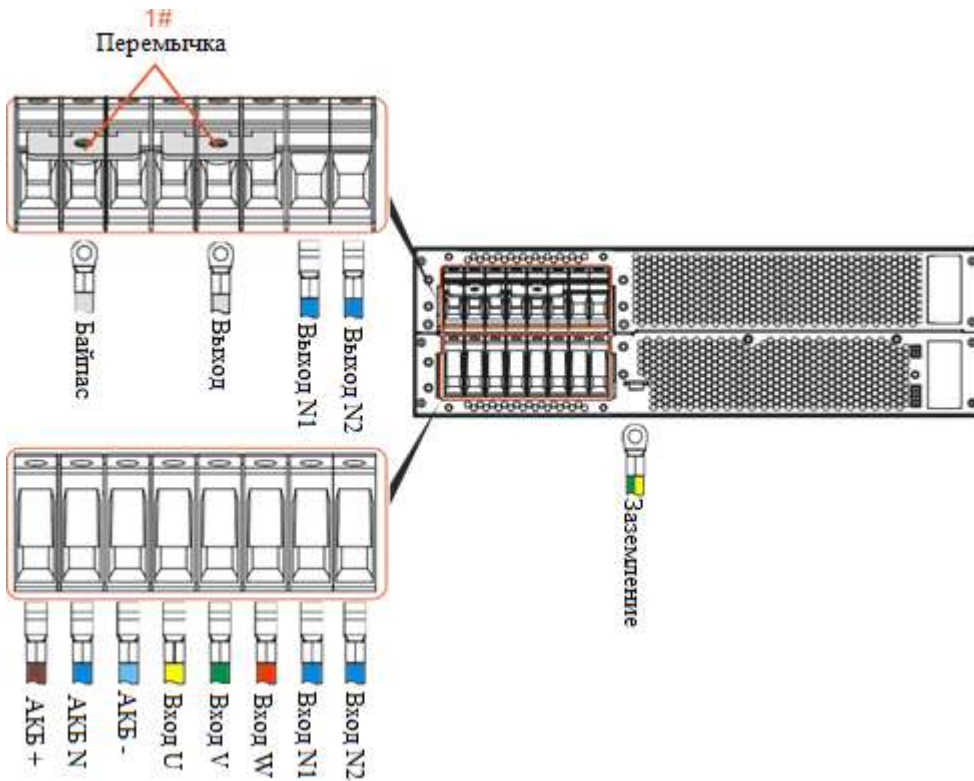 1#
Перемычка
Байпас
Выход
Выход N1
Выход N2
Заземление
АКБ +
АКБ N
АКБ -
Вход U
Вход V
Вход W
Вход N1
Вход N2